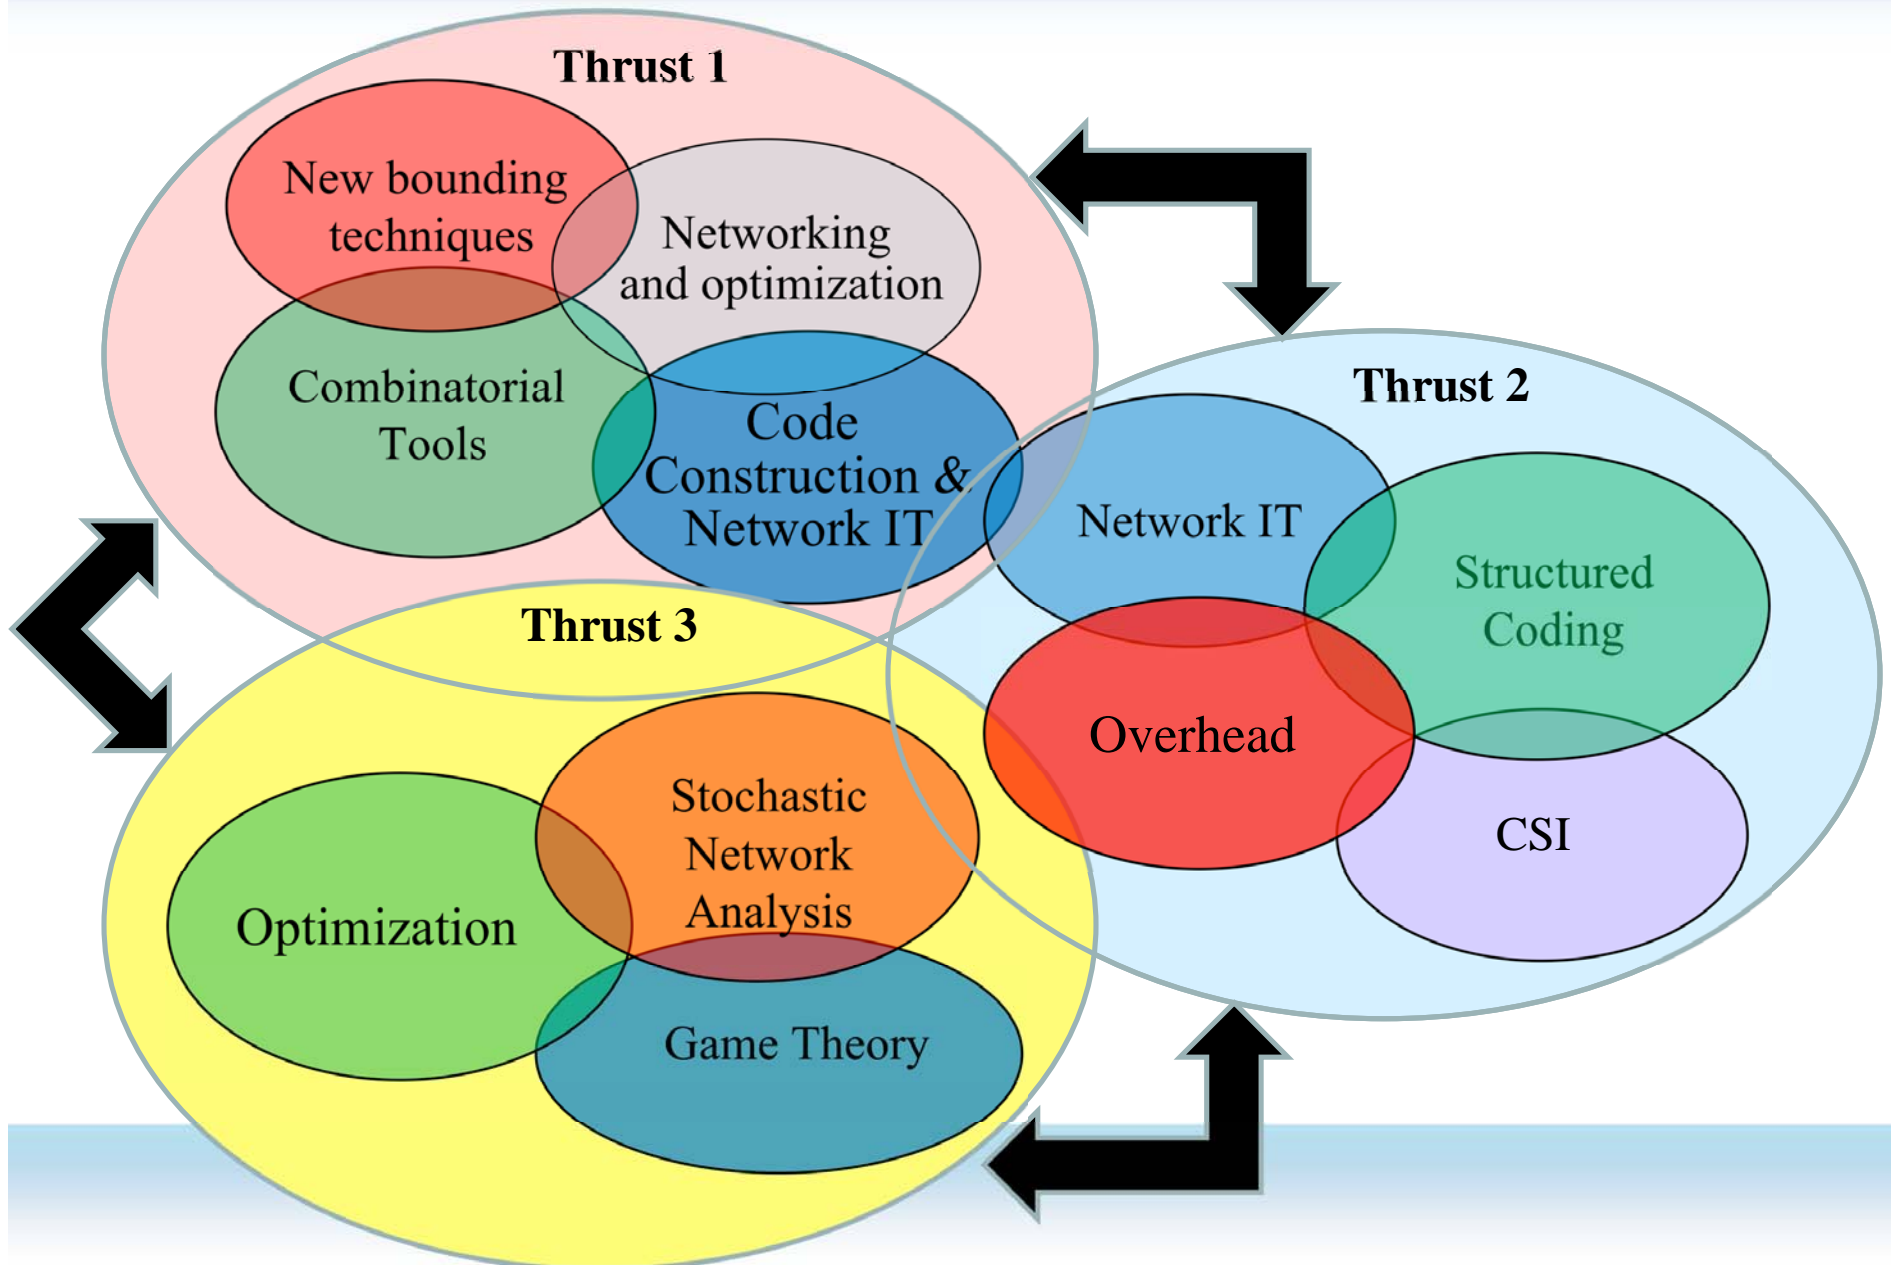 Thrust 1
New bounding
techniques
Networking
and optimization
Combinatorial
Tools
Code
Construction &
Network IT
Thrust 2
Network IT
Structured
Coding
Overhead
CSI
Thrust 3
Stochastic
Network
Analysis
Optimization
Game Theory